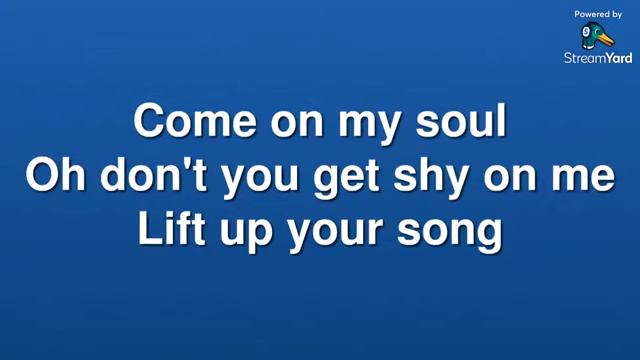 Powered by
StreamYard
Come on my soul
Oh don't you get shy on me
Lift up your song